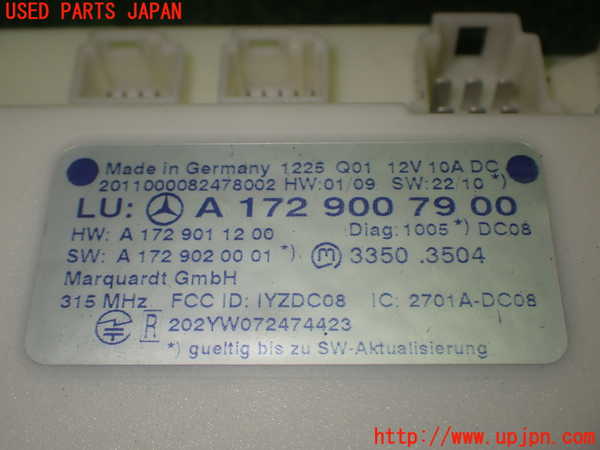 USED PARTS JAPAN
Made in Germany 1225 Q01 12V 10A DC
2011000082478002 HW:01/09 SW:22/10 *)
LU: A 172 900 79 00
HW: A 172 901 12 00 Diag:1005 *) DC08
SW: A 172 902 00 01 *) m 3350 .3504
Marquardt GmbH
315 MHz FCC ID: IYZDC08 IC: 2701A-DC08
R 202YW072474423
*) gueltig bis zu SW-Aktualisierung
http://www.upjpn.com/